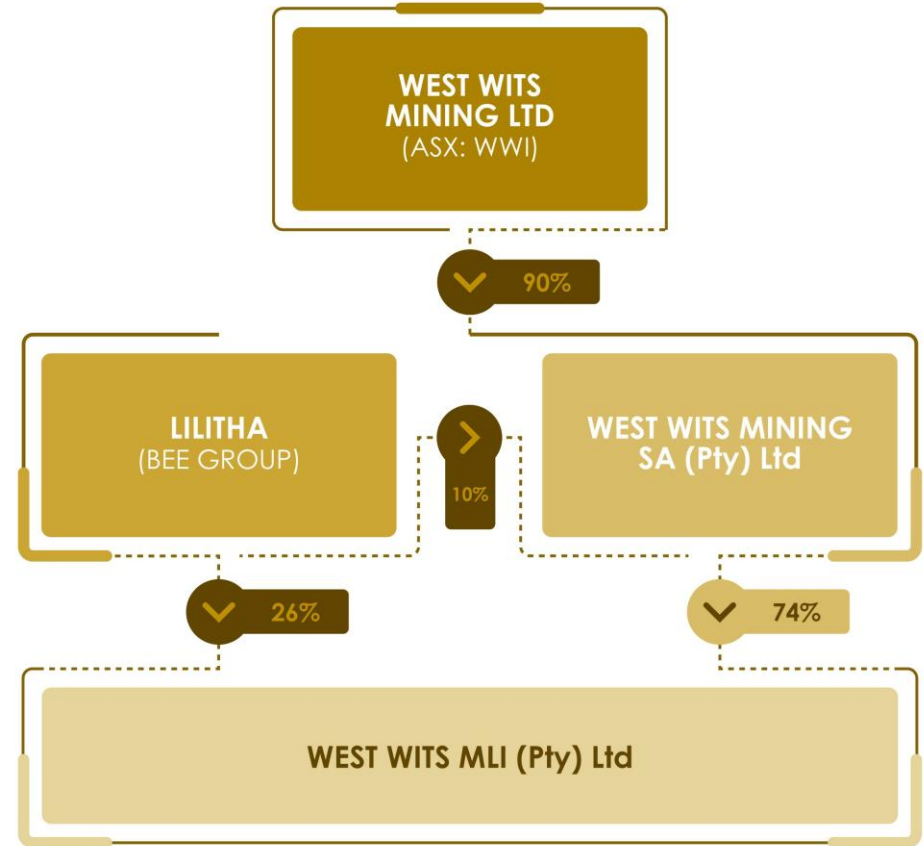 WEST WITS
MINING LTD
(ASX: WWI)
90%
LILITHA
(BEE GROUP)
10%
WEST WITS MINING
SA (Pty) Ltd
26%
74%
WEST WITS MLI (Pty) Ltd